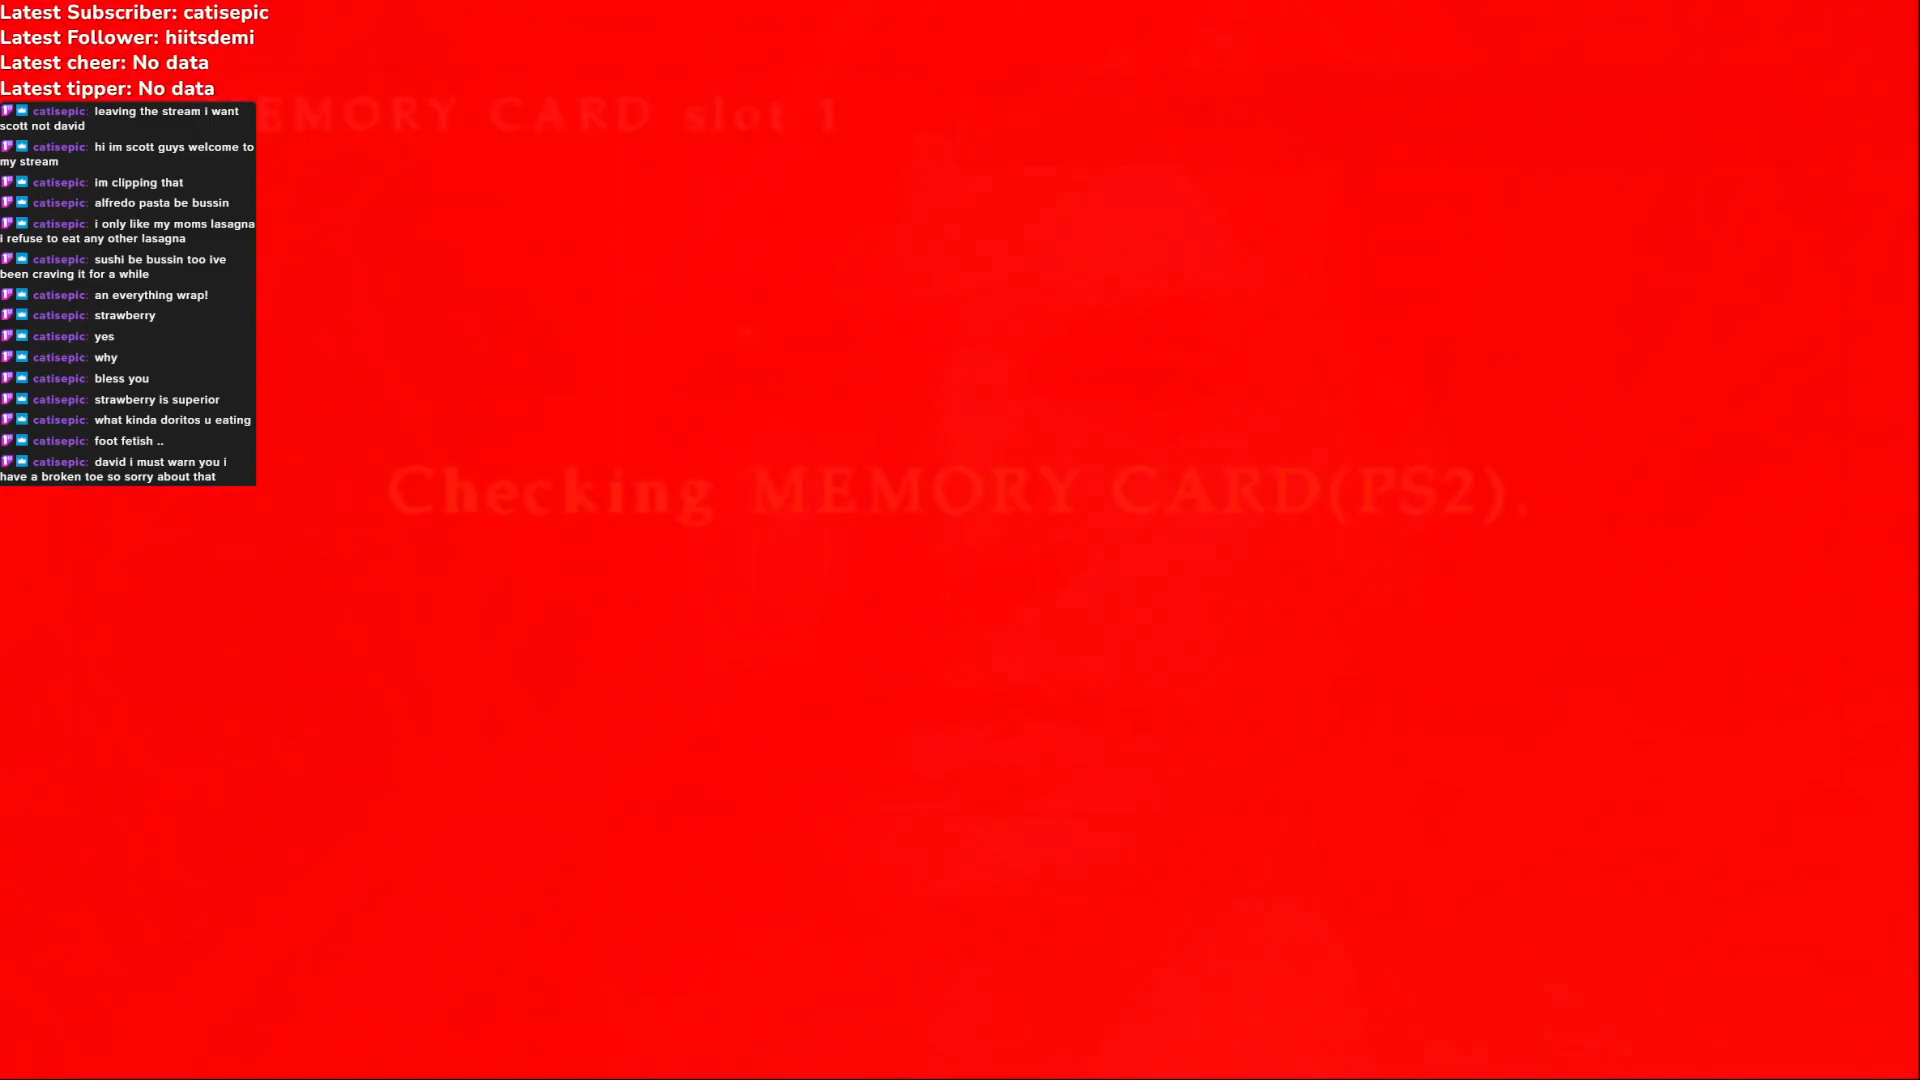 Latest Subscriber: catisepic
Latest Follower: hiitsdemi
Latest cheer: No data
Latest tipper: No data
EMORY CARD slot 1
catisepic: leaving the stream i want
scott not david
catisepic: hi im scott guys welcome to
my stream
catisepic: im clipping that
catisepic: alfredo pasta be bussin
catisepic: i only like my moms lasagna
i refuse to eat any other lasagna
catisepic: sushi be bussin too ive
been craving it for a while
catisepic: an everything wrap!
catisepic: strawberry
catisepic: yes
catisepic: why
catisepic: bless you
catisepic: strawberry is superior
catisepic: what kinda doritos u eating
catisepic: foot fetish ..
catisepic: david i must warn you i
have a broken toe so sorry about that
Checking MEMORY CARD(PS2).